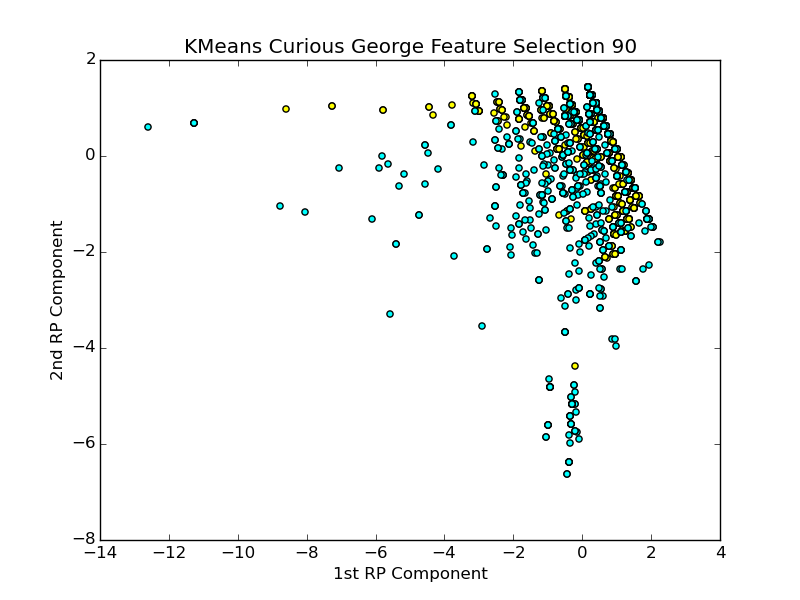 KMeans Curious George Feature Selection 90
2
0
−2
−4
−6
−8
2nd RP Component
−14 −12 −10 −8 −6 −4 −2 0 2 4
1st RP Component